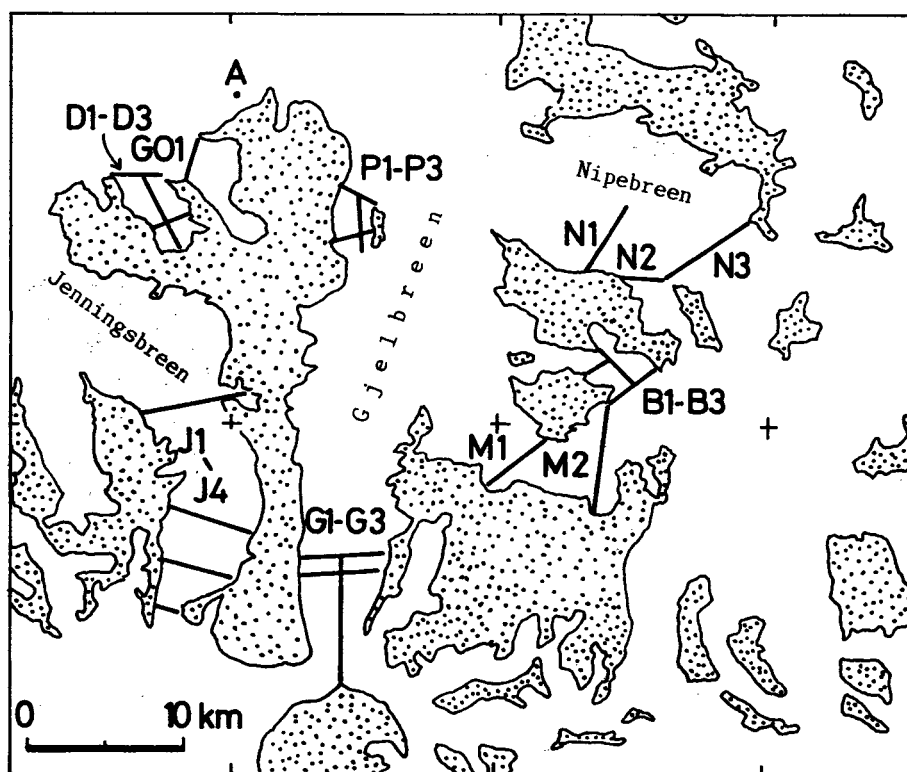 A
D1-D3
GO1
P1-P3
Nipebreen
N1
N2
N3
Jenningsbreen
Gjelbreen
B1-B3
M1
M2
J1
J4
G1-G3
0 10 km